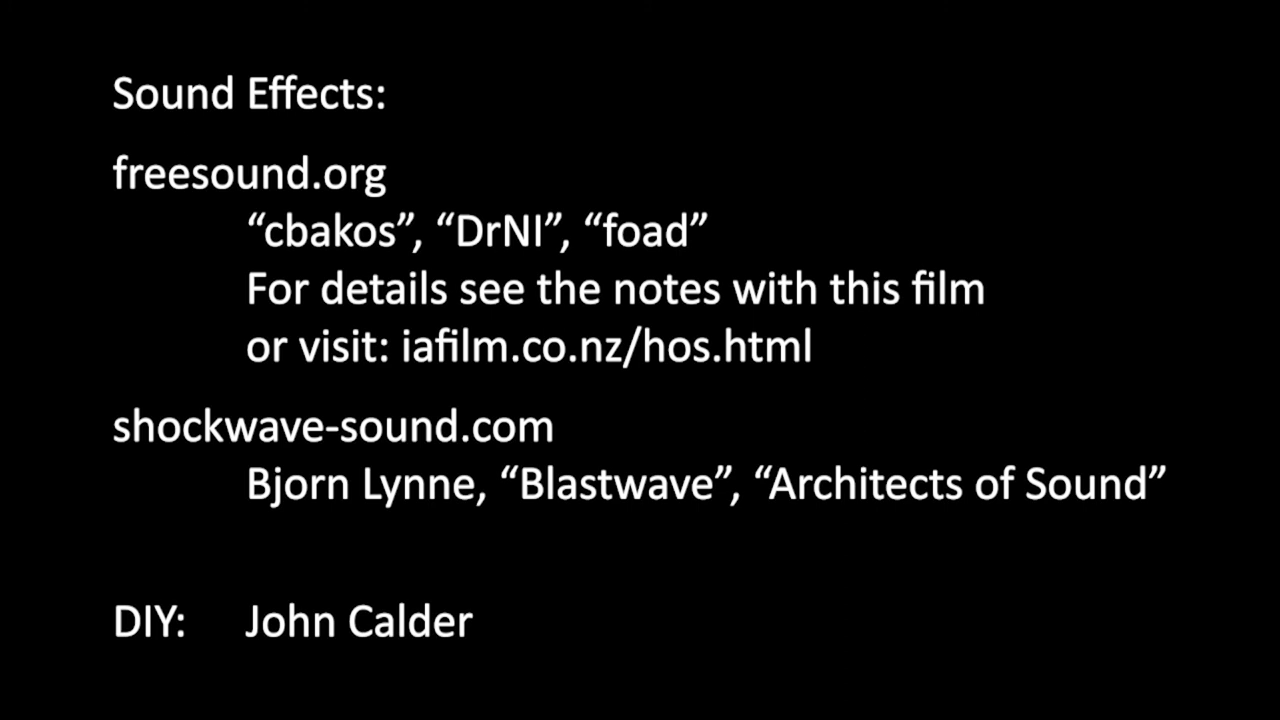 Sound Effects:
freesound.org
“cbakos”, “DrNI”, “foad”
For details see the notes with this film
or visit: iafilm.co.nz/hos.html
shockwave-sound.com
Bjorn Lynne, “Blastwave”, “Architects of Sound”
DIY: John Calder